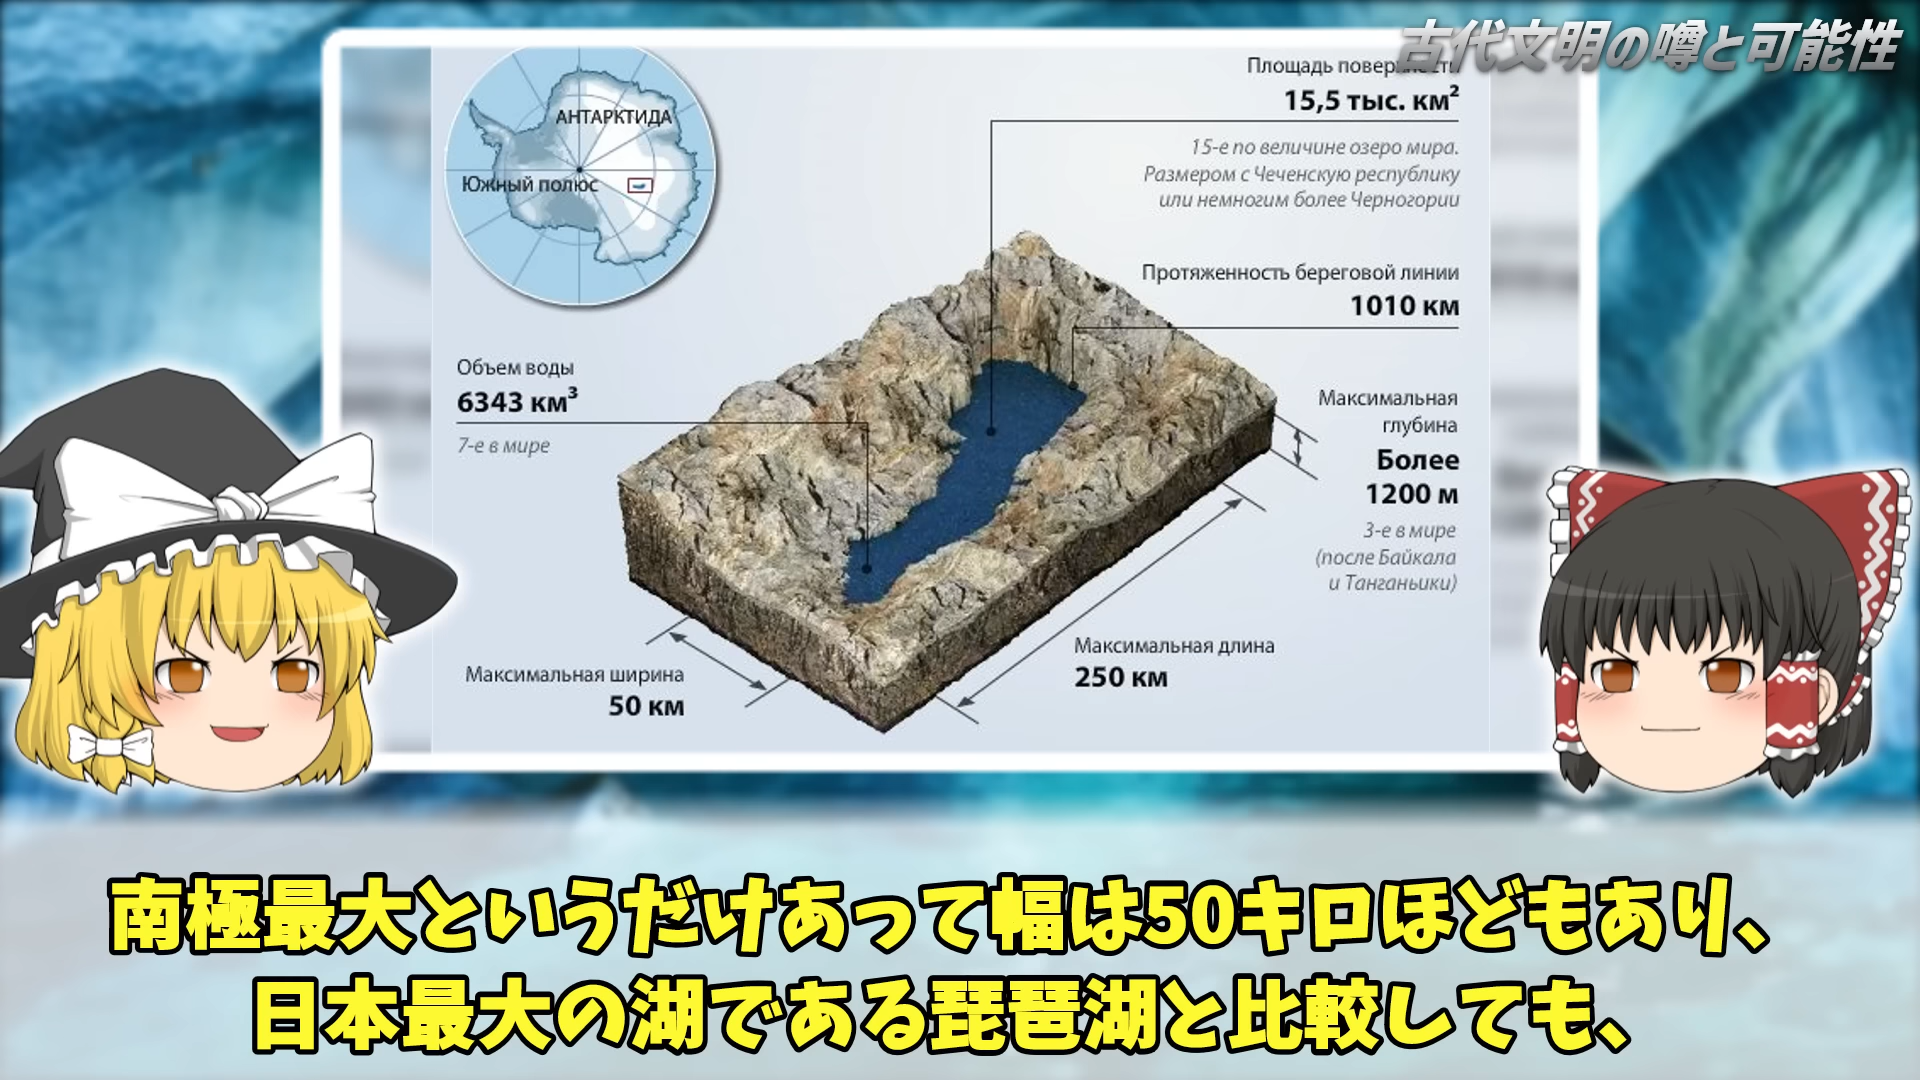 古代文明の噂と可能性
АНТАРКТИДА
Южный полюс
Площадь поверхности
15,5 тыс. км²
15-е по величине озеро мира.
Размером с Чеченскую республику
или немногим более Черногории
Протяженность береговой линии
1010 км
Объем воды
6343 км³
7-е в мире
Максимальная
глубина
Более
1200 м
3-е в мире
(после Байкала
и Танганьики)
Максимальная длина
250 км
Максимальная ширина
50 км
南極最大というだけあって幅は50キロほどもあり、
日本最大の湖である琵琶湖と比較しても、